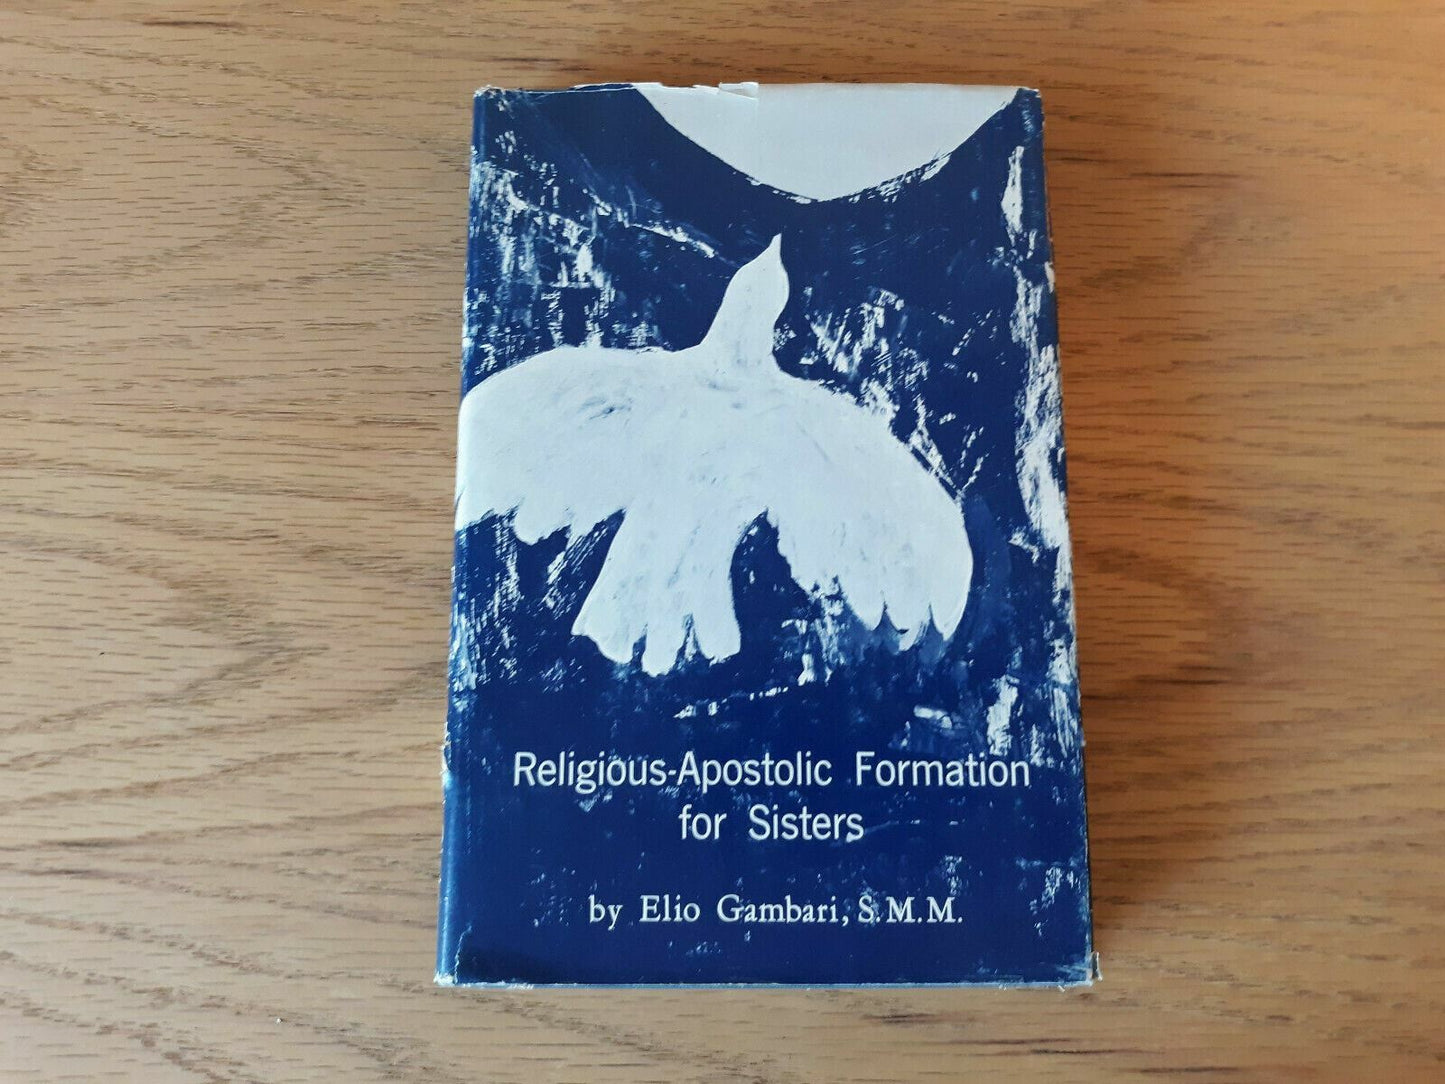 Religious-Apostolic Formation
for Sisters
by Elio Gambari, S.M.M.